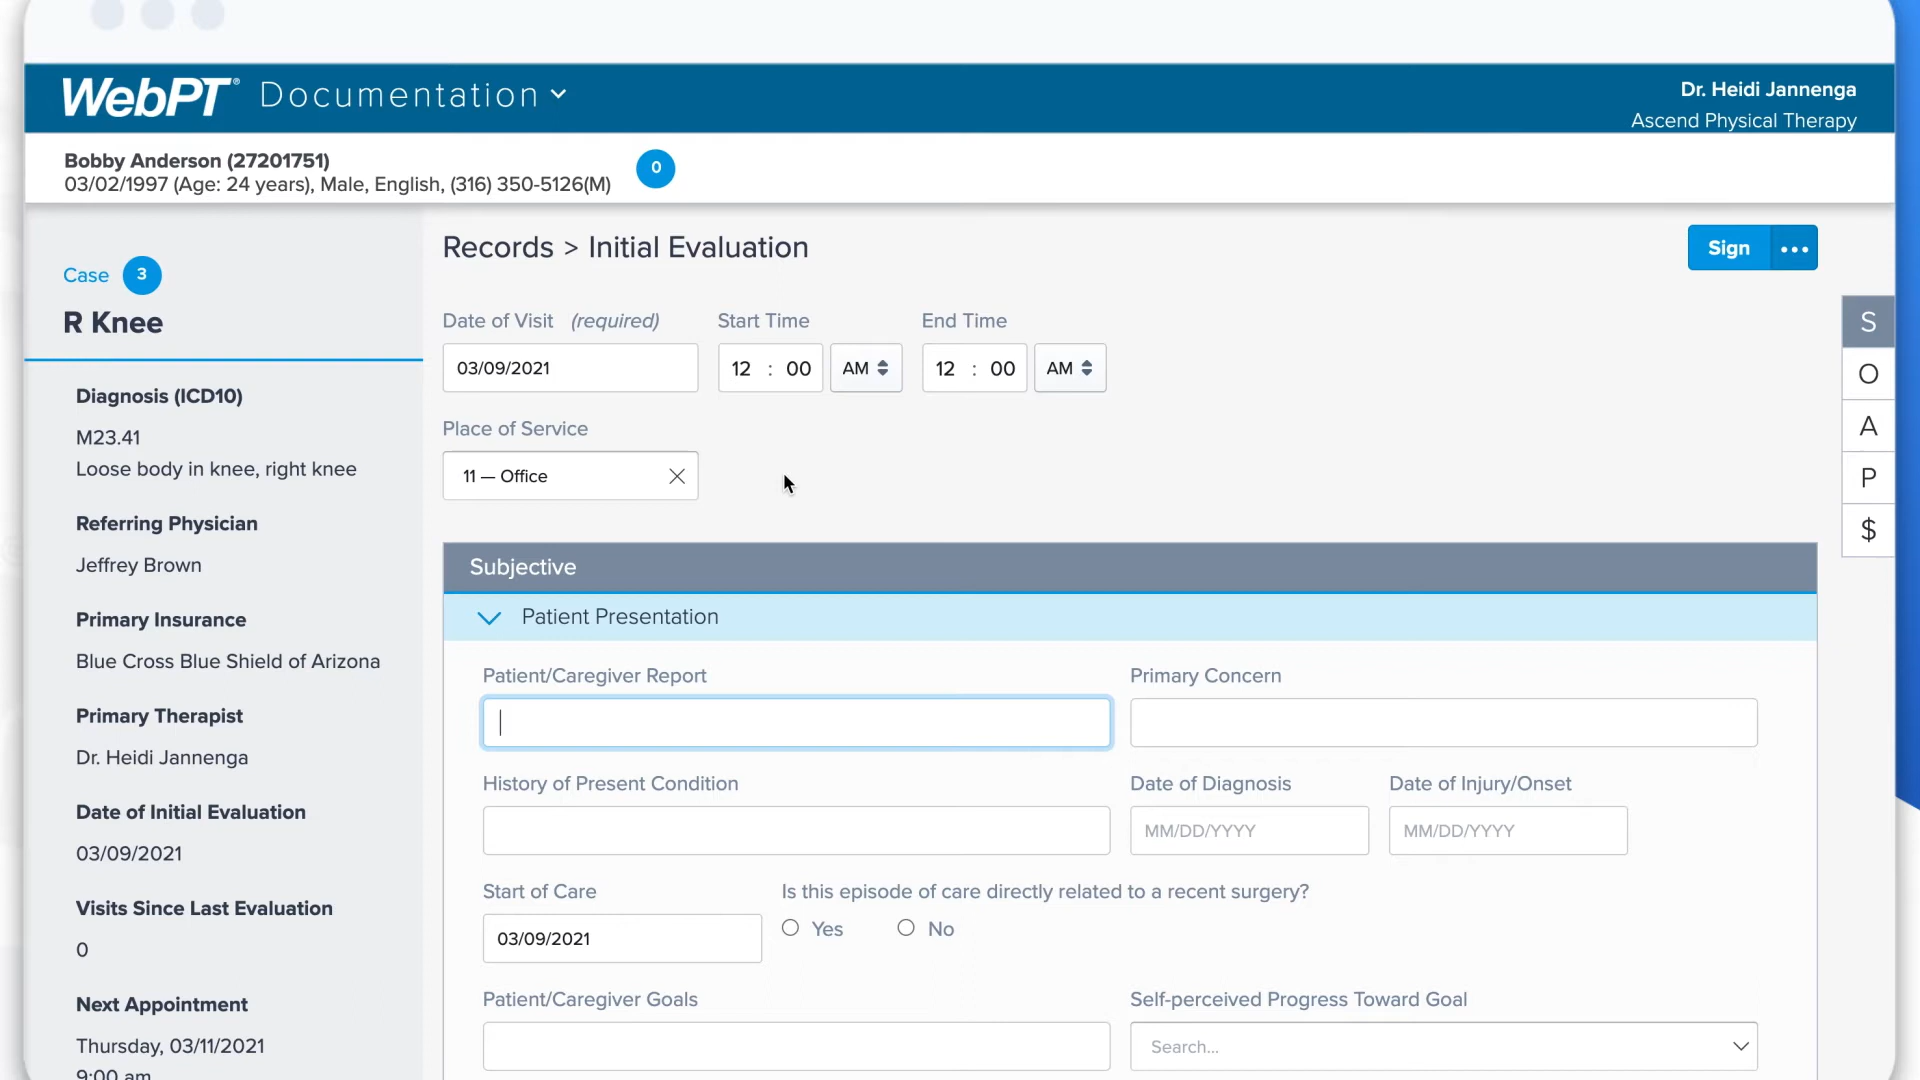 WebPT® Documentation
Dr. Heidi Jannenga
Ascend Physical Therapy
Bobby Anderson (27201751)
03/02/1997 (Age: 24 years), Male, English, (316) 350-5126(M)
0
Case 3
R Knee
Diagnosis (ICD10)
M23.41
Loose body in knee, right knee
Referring Physician
Jeffrey Brown
Primary Insurance
Blue Cross Blue Shield of Arizona
Primary Therapist
Dr. Heidi Jannenga
Date of Initial Evaluation
03/09/2021
Visits Since Last Evaluation
0
Next Appointment
Thursday, 03/11/2021
9:00 am
Records > Initial Evaluation
Sign ...
Date of Visit (required) Start Time End Time
03/09/2021 12 : 00 AM 12 : 00 AM
Place of Service
11 — Office
Subjective
Patient Presentation
Patient/Caregiver Report Primary Concern
History of Present Condition Date of Diagnosis Date of Injury/Onset
MM/DD/YYYY MM/DD/YYYY
Start of Care Is this episode of care directly related to a recent surgery?
03/09/2021 Yes No
Patient/Caregiver Goals Self-perceived Progress Toward Goal
Search...
S
O
A
P
$